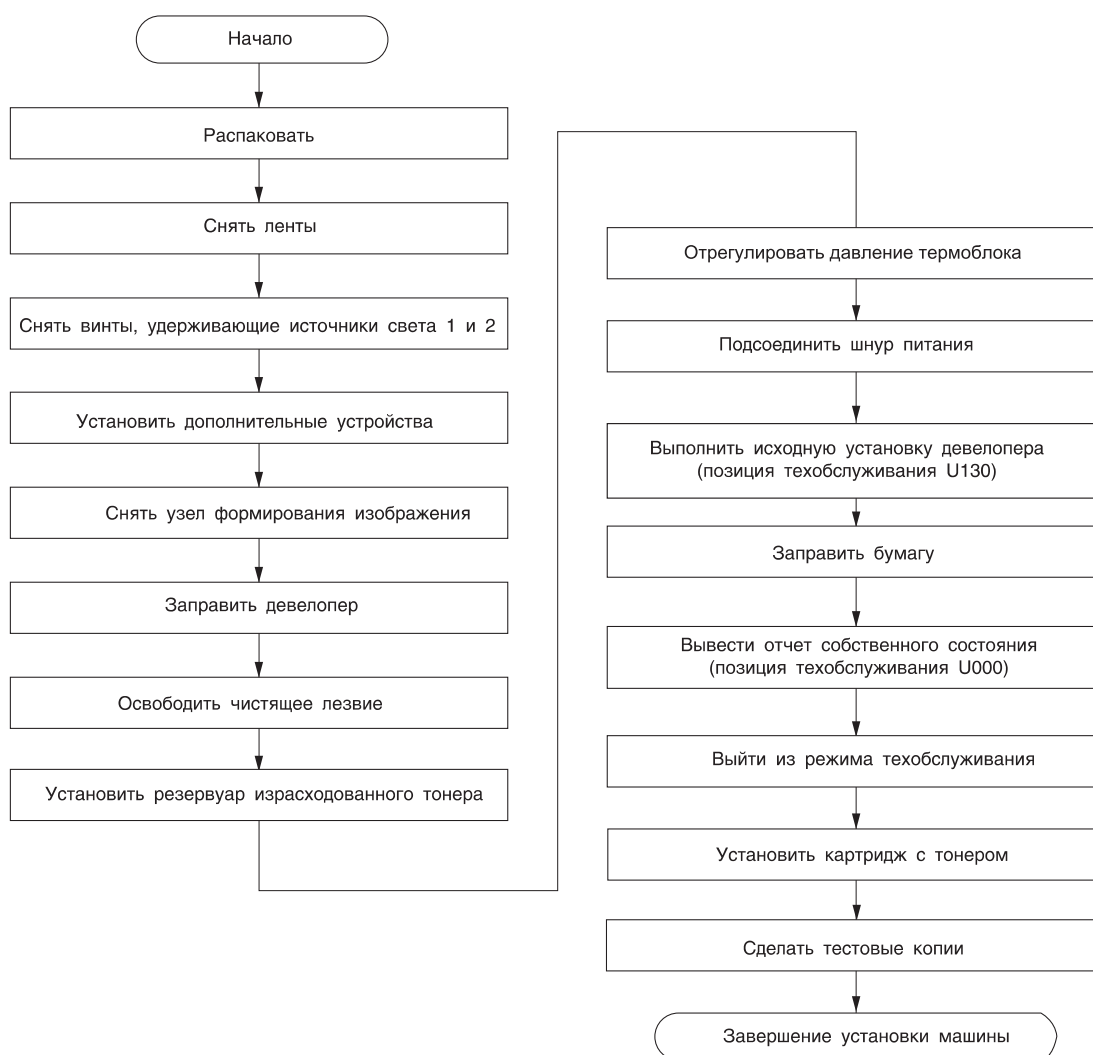 Начало
Распаковать
Снять ленты
Снять винты, удерживающие источники света 1 и 2
Установить дополнительные устройства
Снять узел формирования изображения
Заправить девелопер
Освободить чистящее лезвие
Установить резервуар израсходованного тонера
Отрегулировать давление термоблока
Подсоединить шнур питания
Выполнить исходную установку девелопера
(позиция техобслуживания U130)
Заправить бумагу
Вывести отчет собственного состояния
(позиция техобслуживания U000)
Выйти из режима техобслуживания
Установить картридж с тонером
Сделать тестовые копии
Завершение установки машины